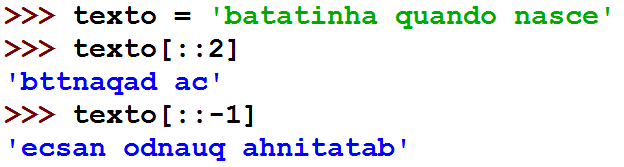 >>> texto = 'batatinha quando nasce'
>>> texto[::2]
'bttnaqad ac'
>>> texto[::-1]
'ecsan odnauq ahnitatab'